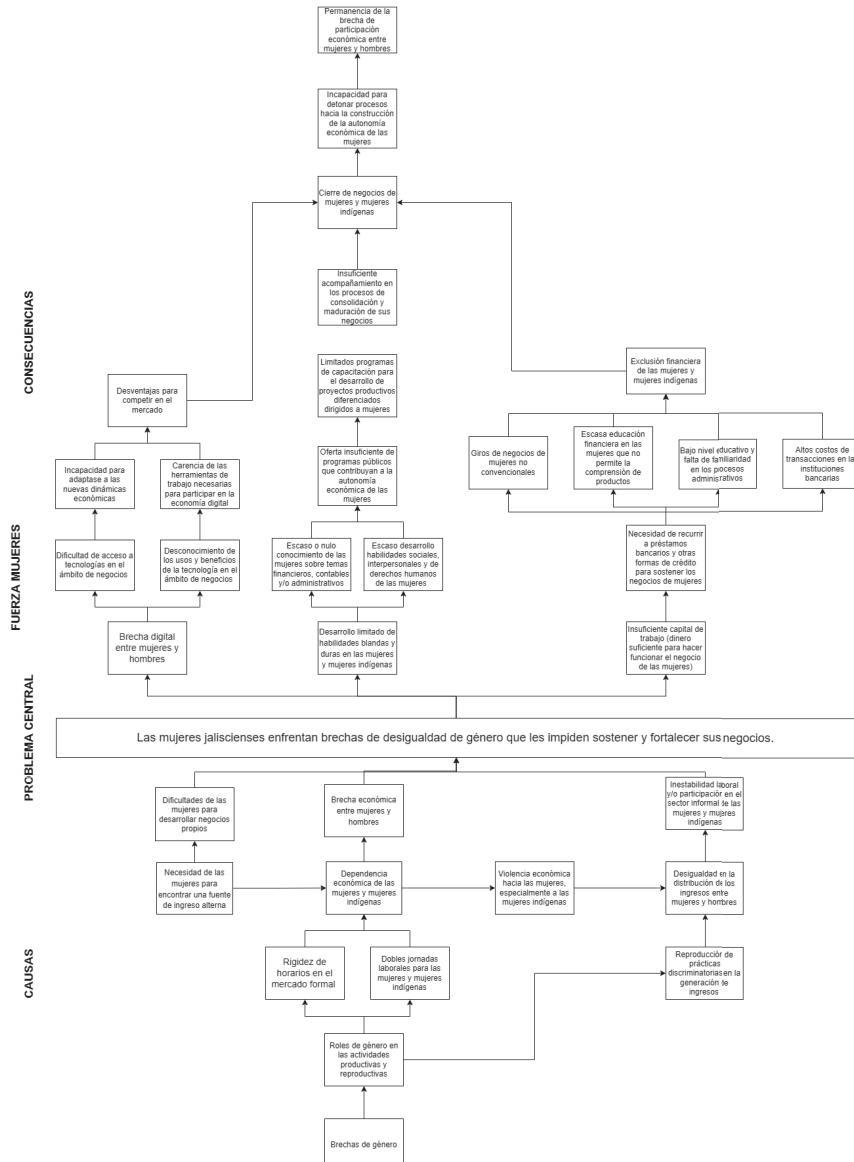 Permanencia de la
brecha de
participación
económica entre
mujeres y hombres
Incapacidad para
detonar procesos
hacia la construcción
de la autonomía
económica de las
mujeres
Cierre de negocios de
mujeres y mujeres
indígenas
Insuficiente
acompañamiento en
los procesos de
consolidación y
maduración de sus
negocios
CONSECUENCIAS
Desventajas para
competir en el
mercado
Limitados programas
de capacitación para
el desarrollo de
proyectos productivos
diferenciados
dirigidos a mujeres
Exclusión financiera
de las mujeres y
mujeres indígenas
Incapacidad para
adaptase a las
nuevas dinámicas
económicas
Carencia de las
herramientas de
trabajo necesarias
para participar en la
economía digital
Oferta insuficiente de
programas públicos
que contribuyan a la
autonomía
económica de las
mujeres
Giros de negocios de
mujeres no
convencionales
Escasa educación
financiera en las
mujeres que no
permite la
comprensión de
productos
Bajo nivel educativo y
falta de familiaridad
en los procesos
administrativos
Altos costos de
transacciones en la
instituciones
bancarias
FUERZA MUJERES
Dificultad de acceso a
tecnologías en el
ámbito de negocios
Desconocimiento de
los usos y beneficios
de la tecnología en el
ámbito de negocios
Escaso o nulo
conocimiento de las
mujeres sobre temas
financieros, contables
y/o administrativos
Escaso desarrollo
habilidades sociales,
interpersonales y de
derechos humanos
de las mujeres
Necesidad de recurrir
a préstamos
bancarios y otras
formas de crédito
para sostener los
negocios de mujeres
Brecha digital
entre mujeres y
hombres
Desarrollo limitado de
habilidades blandas y
duras en las mujeres
y mujeres indígenas
Insuficiente capital de
trabajo (dinero
suficiente para hacer
funcionar el negocio
de las mujeres)
PROBLEMA CENTRAL
Las mujeres jaliscienses enfrentan brechas de desigualdad de género que les impiden sostener y fortalecer sus negocios.
Dificultades de las
mujeres para
desarrollar negocios
propios
Brecha económica
entre mujeres y
hombres
Inestabilidad laboral
y/o participación en el
sector informal de las
mujeres y mujeres
indígenas
Necesidad de las
mujeres para
encontrar una fuente
de ingreso alterna
Dependencia
económica de las
mujeres y mujeres
indígenas
Violencia económica
hacia las mujeres,
especialmente a las
mujeres indígenas
Desigualdad en la
distribución de los
ingresos entre
mujeres y hombres
CAUSAS
Rigidez de
horarios en el
mercado formal
Dobles jornadas
laborales para las
mujeres y mujeres
indígenas
Reproducción de
prácticas
discriminatorias en la
generación de
ingresos
Roles de género en
las actividades
productivas y
reproductivas
Brechas de género